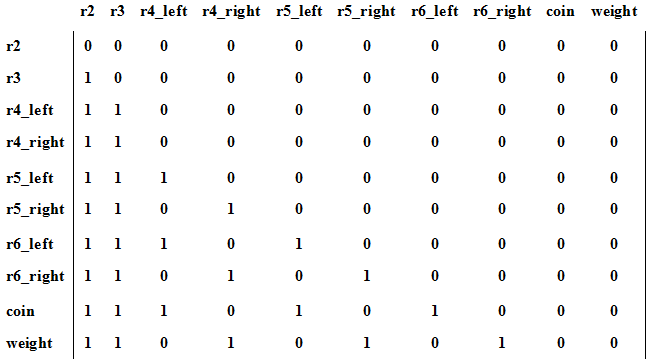 r2 r3 r4_left r4_right r5_left r5_right r6_left r6_right coin weight
r2 0 0 0 0 0 0 0 0 0 0
r3 1 0 0 0 0 0 0 0 0 0
r4_left 1 1 0 0 0 0 0 0 0 0
r4_right 1 1 0 0 0 0 0 0 0 0
r5_left 1 1 1 0 0 0 0 0 0 0
r5_right 1 1 0 1 0 0 0 0 0 0
r6_left 1 1 1 0 1 0 0 0 0 0
r6_right 1 1 0 1 0 1 0 0 0 0
coin 1 1 1 0 1 0 1 0 0 0
weight 1 1 0 1 0 1 0 1 0 0